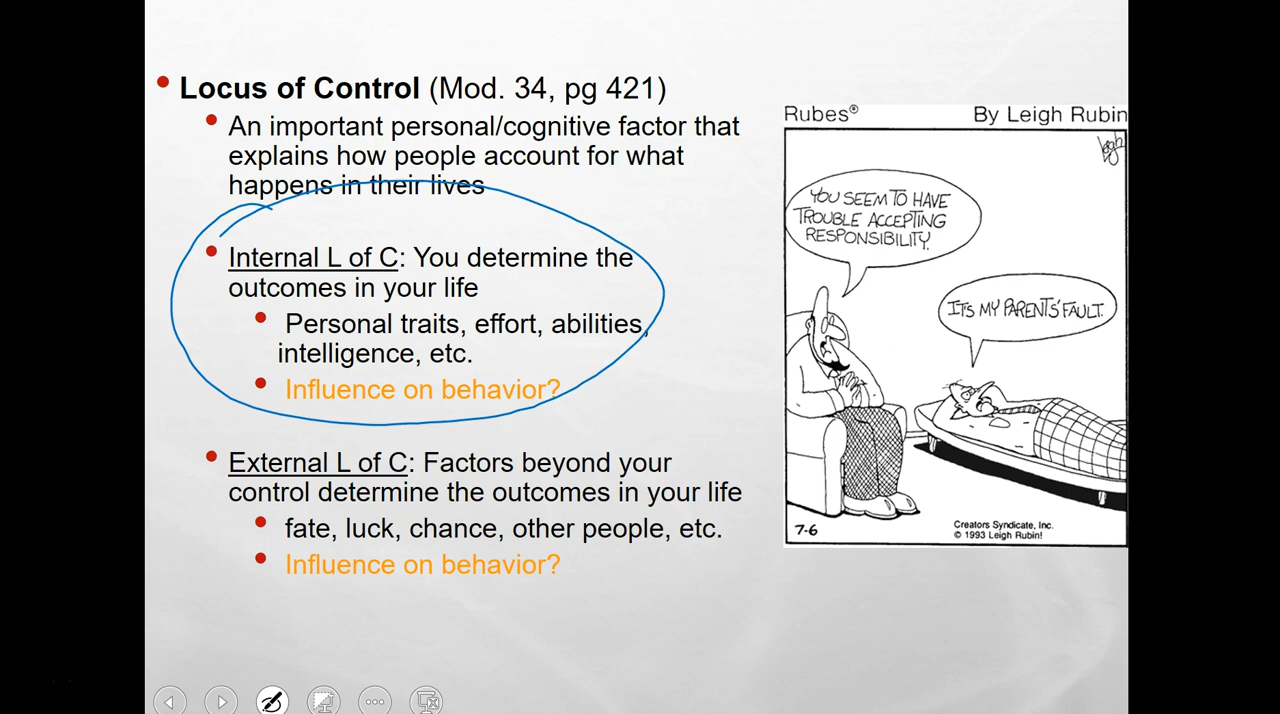 Locus of Control (Mod. 34, pg 421)
An important personal/cognitive factor that
explains how people account for what
happens in their lives
Internal L of C: You determine the
outcomes in your life
Personal traits, effort, abilities,
intelligence, etc.
Influence on behavior?
External L of C: Factors beyond your
control determine the outcomes in your life
fate, luck, chance, other people, etc.
Influence on behavior?
Rubes® By Leigh Rubin
YOU SEEM TO HAVE
TROUBLE ACCEPTING
RESPONSIBILITY.
IT'S MY PARENTS' FAULT.
7-6
Creators Syndicate, Inc.
© 1993 Leigh Rubin!